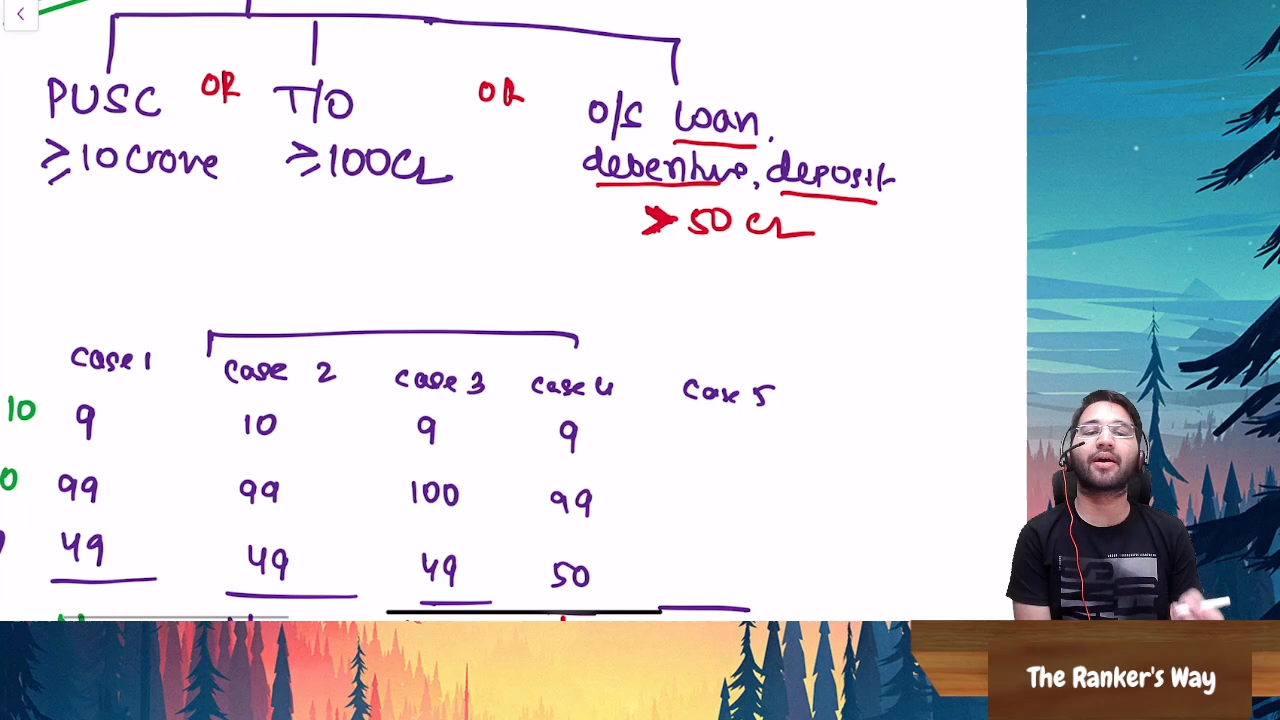 PUSC OR T/O OR O/S Loan,
≥10 Crore ≥100 Cr debenture, deposit
> 50 Cr
Case 1 Case 2 Case 3 Case 4 Case 5
10 9 10 9 9
0 99 99 100 99
49 49 49 50
The Ranker's Way